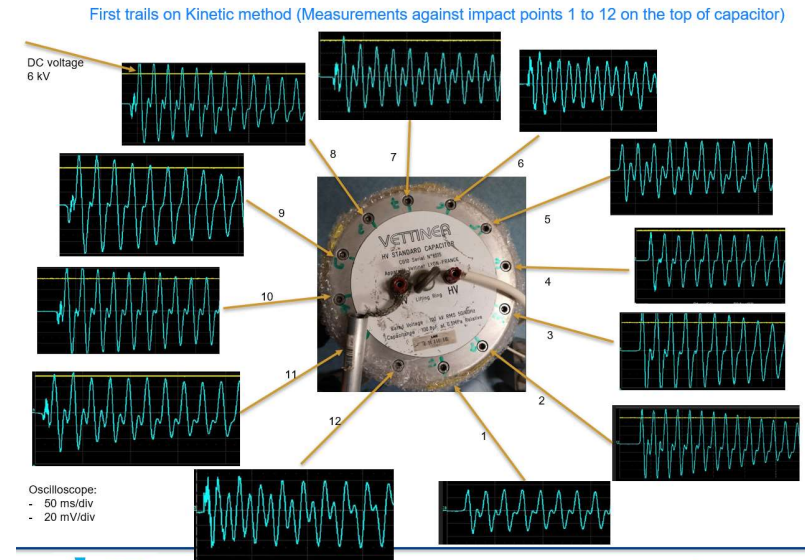 First trails on Kinetic method (Measurements against impact points 1 to 12 on the top of capacitor)
DC voltage
6 kV
8
7
6
9
5
10
4
3
11
2
12
1
VETTINER
HV STANDARD CAPACITOR
Lifting Ring
HV
Oscilloscope:
- 50 ms/div
- 20 mV/div